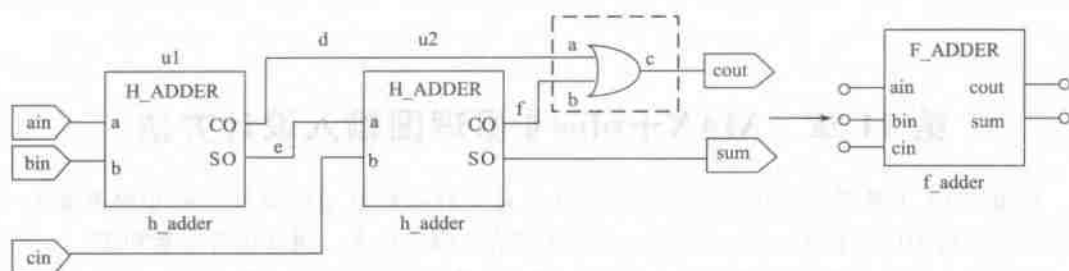 d
u1
u2
a
c
b
H_ADDER
a
CO
b
SO
h_adder
e
H_ADDER
a
CO
b
SO
h_adder
f
ain
bin
cin
cout
sum
F_ADDER
ain
cout
bin
sum
cin
f_adder